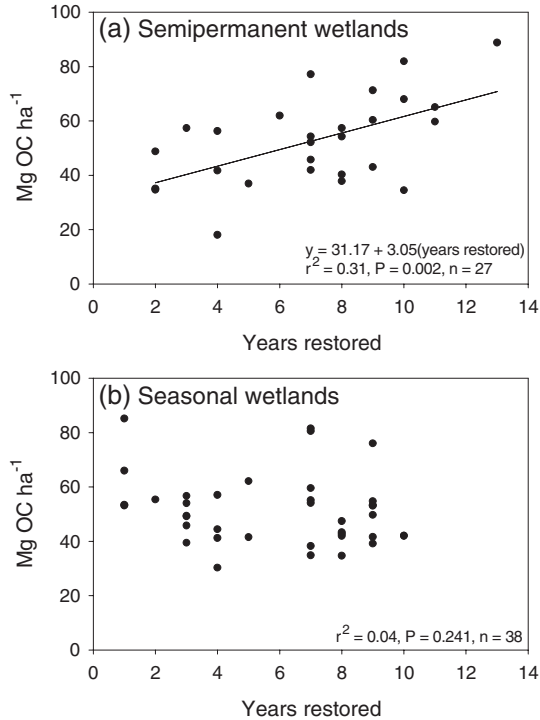 (a) Semipermanent wetlands
Mg OC ha⁻¹
100
80
60
40
20
0
y = 31.17 + 3.05(years restored)
r² = 0.31, P = 0.002, n = 27
0 2 4 6 8 10 12 14
Years restored
(b) Seasonal wetlands
Mg OC ha⁻¹
100
80
60
40
20
0
r² = 0.04, P = 0.241, n = 38
0 2 4 6 8 10 12 14
Years restored